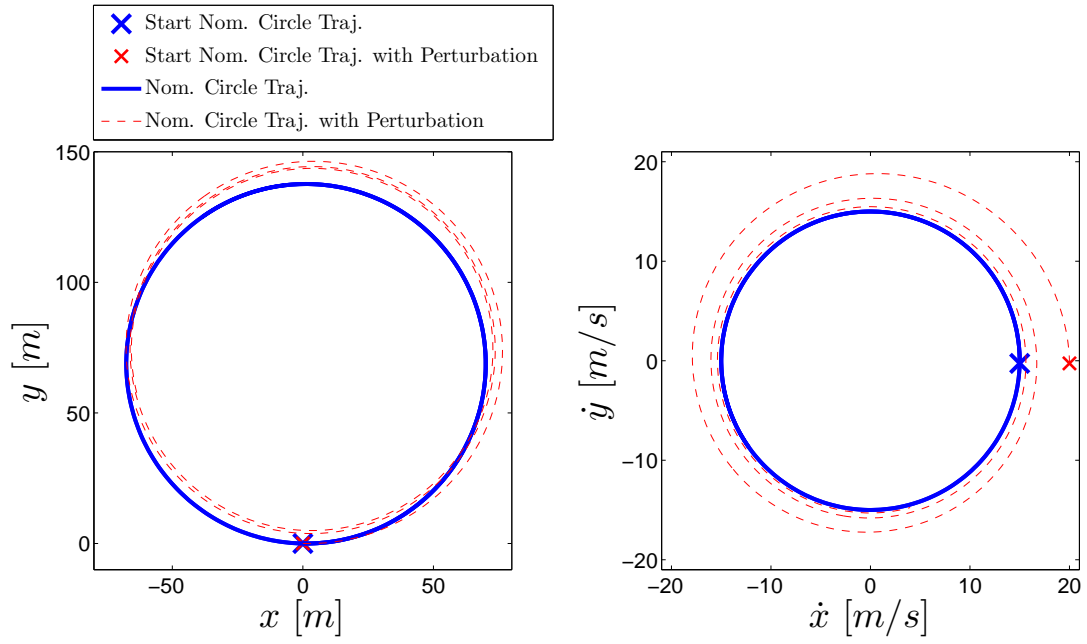 Start Nom. Circle Traj.
Start Nom. Circle Traj. with Perturbation
Nom. Circle Traj.
Nom. Circle Traj. with Perturbation
150
100
50
0
−50
0
50
y [m]
x [m]
20
10
0
−10
−20
−20
−10
0
10
20
ẏ [m/s]
ẋ [m/s]